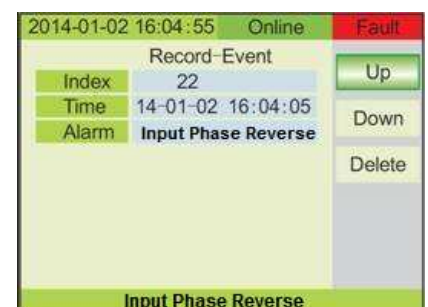 2014-01-02 16:04:55 Online Fault
Record-Event
Up
Index 22
Time 14-01-02 16:04:05
Down
Alarm Input Phase Reverse
Delete
Input Phase Reverse